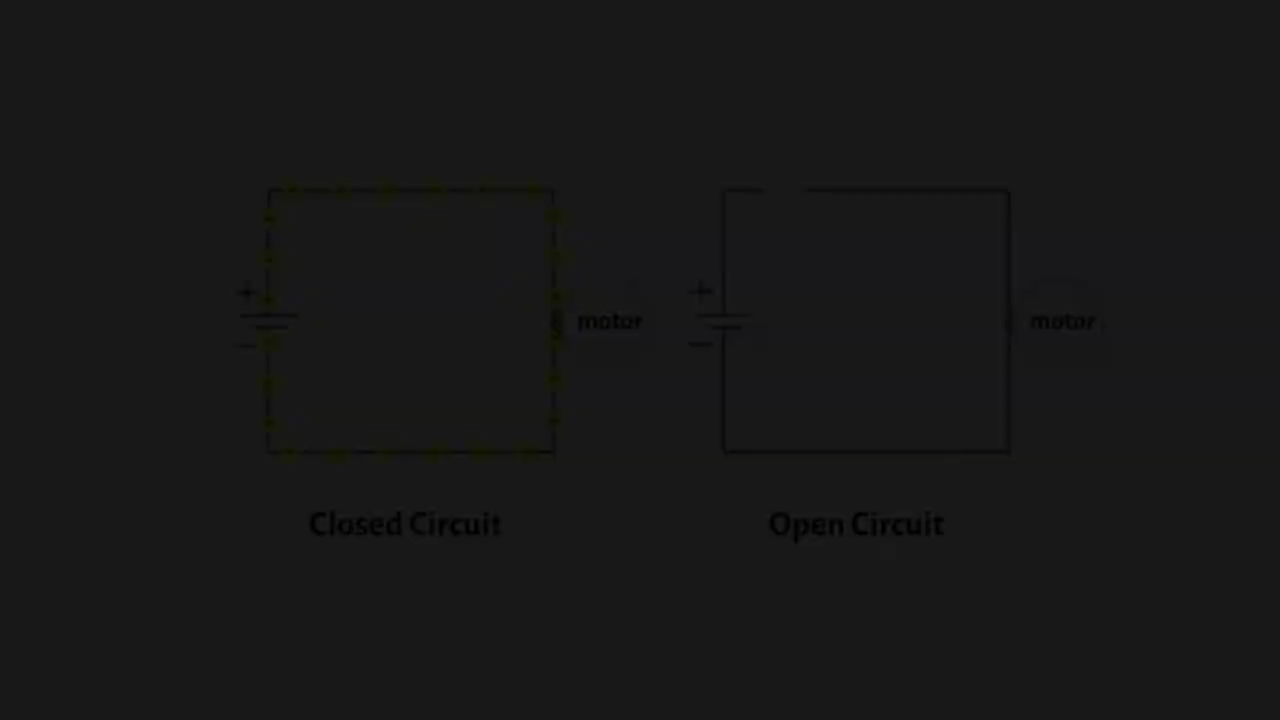 + motor + motor
− −
Closed Circuit Open Circuit